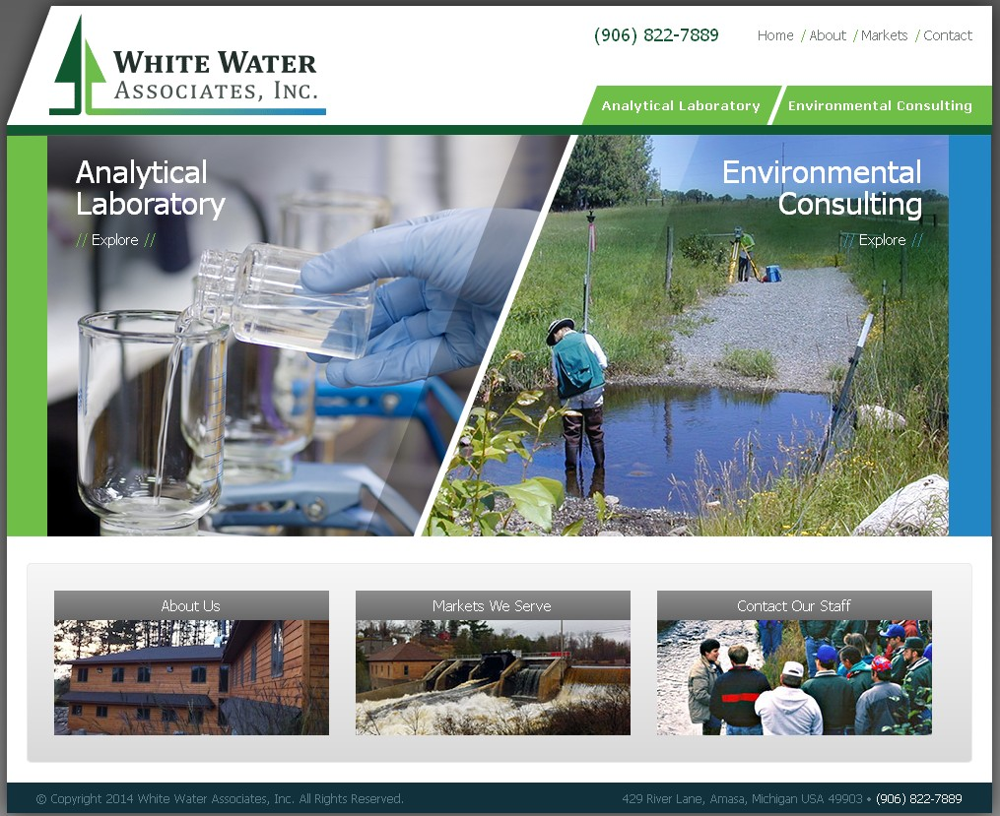 WHITE WATER
ASSOCIATES, INC.
(906) 822-7889
Home / About / Markets / Contact
Analytical Laboratory
Environmental Consulting
Analytical
Laboratory
// Explore //
Environmental
Consulting
// Explore //
About Us
Markets We Serve
Contact Our Staff
© Copyright 2014 White Water Associates, Inc. All Rights Reserved.
429 River Lane, Amasa, Michigan USA 49903 • (906) 822-7889